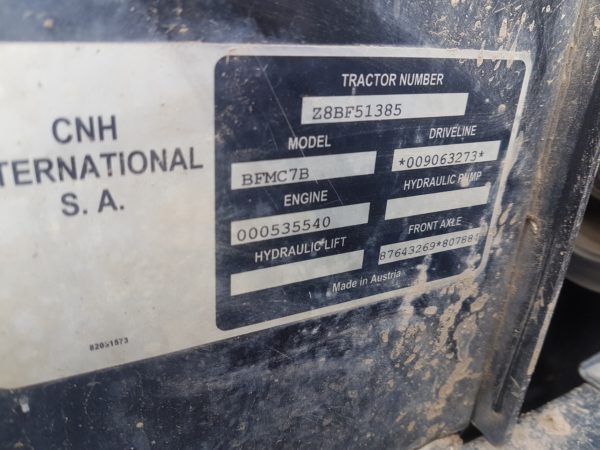 CNH
INTERNATIONAL
S. A.
TRACTOR NUMBER
Z8BF51385
MODEL
BFMC7B
DRIVELINE
*009063273*
ENGINE
000535540
HYDRAULIC PUMP
HYDRAULIC LIFT
FRONT AXLE
Made in Austria